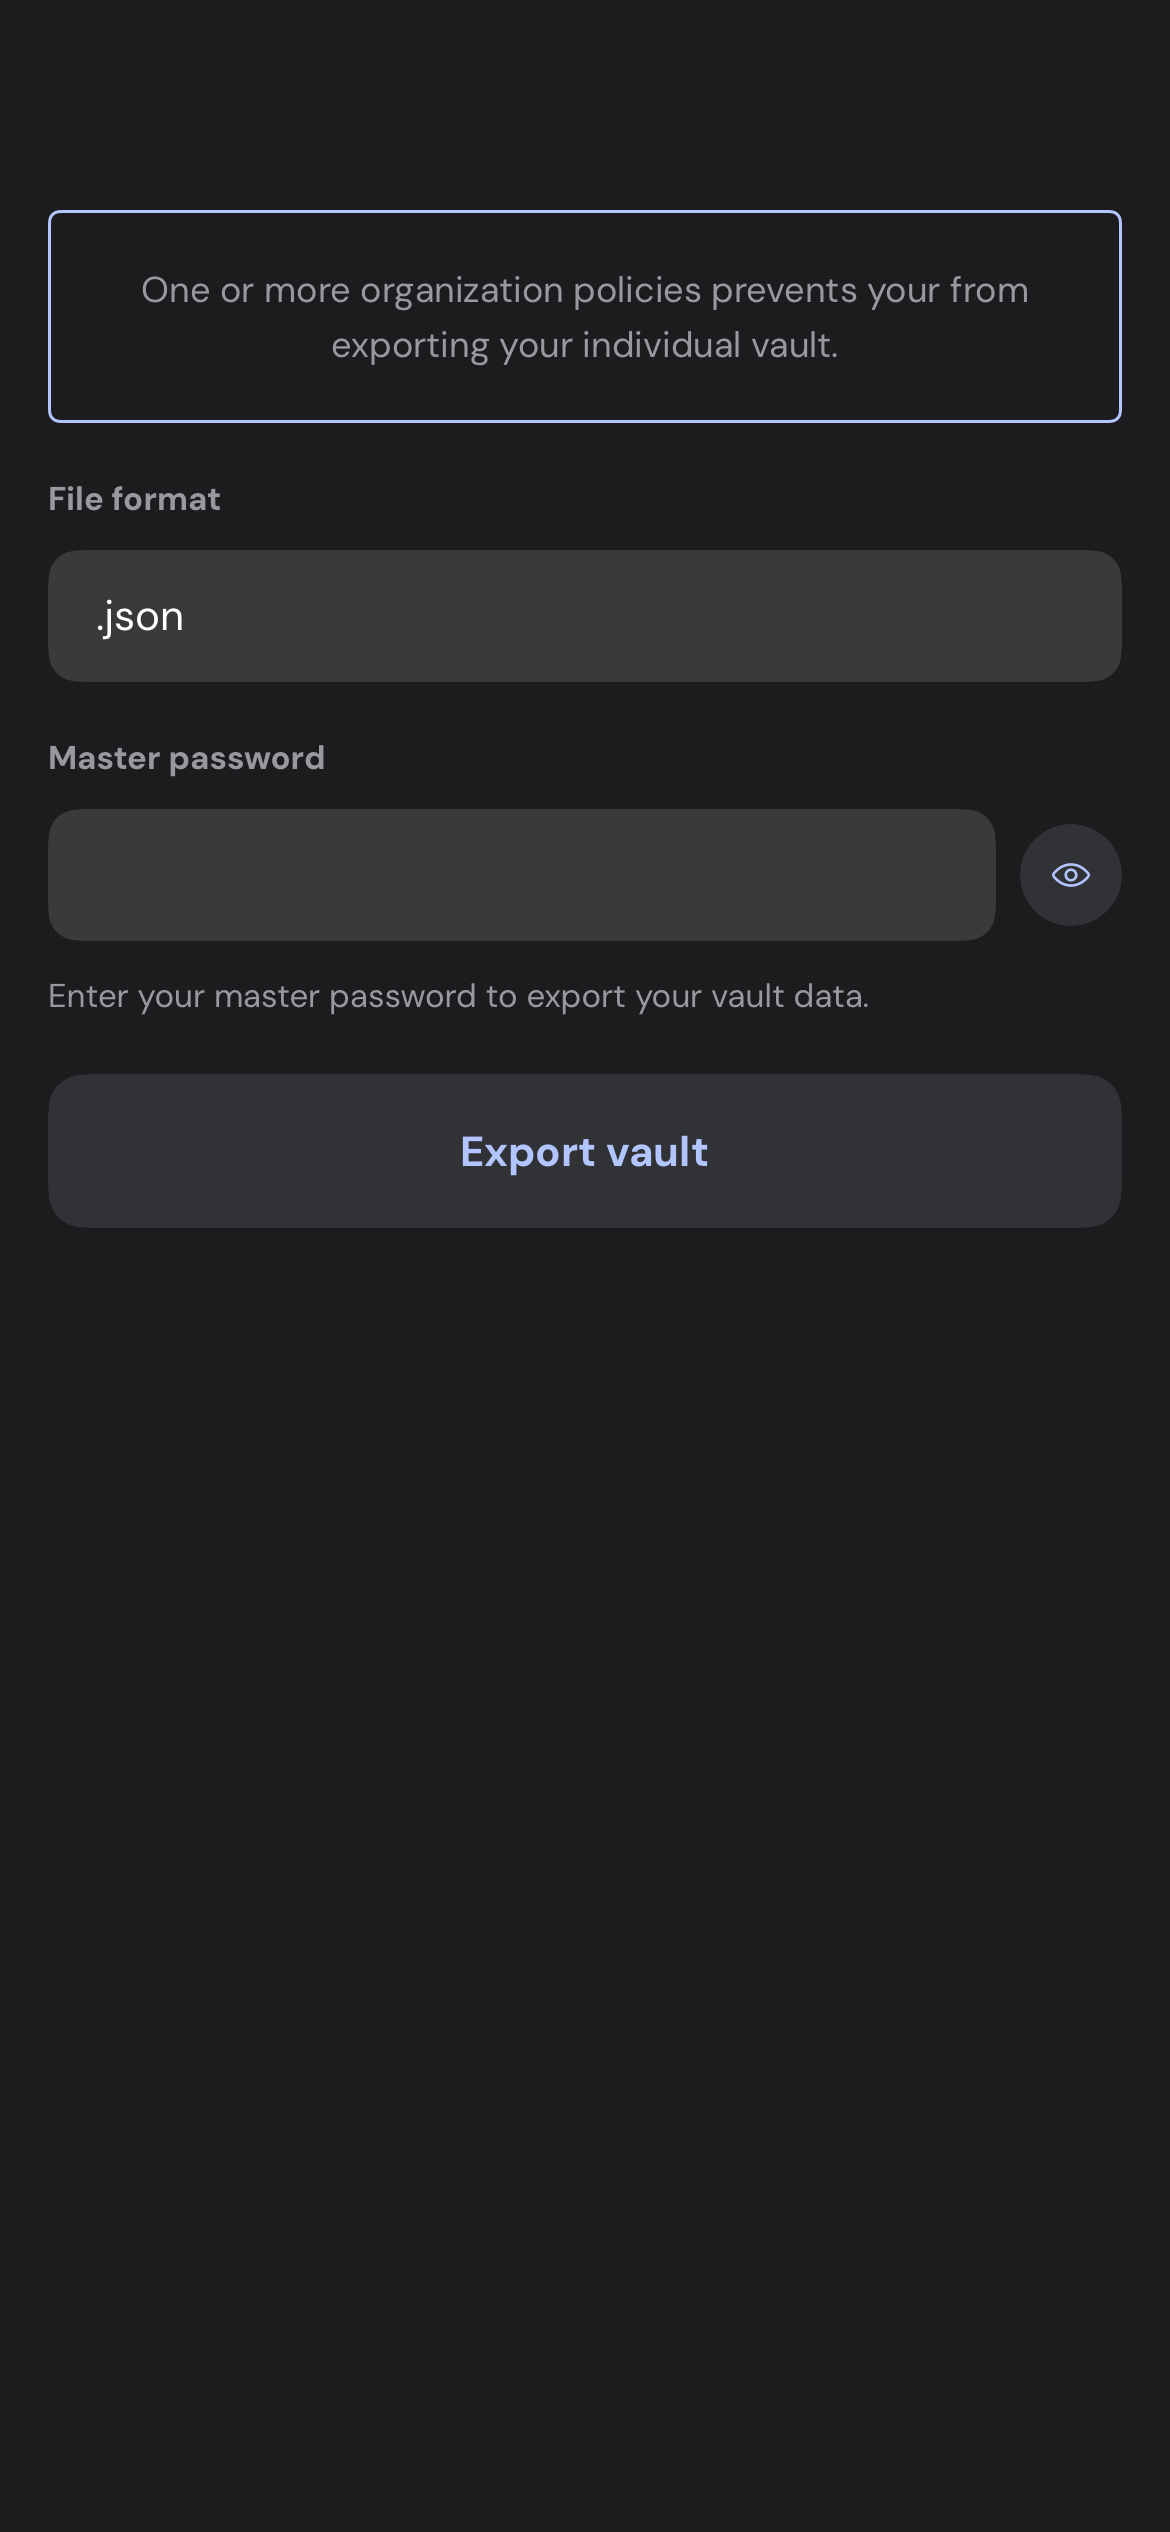 One or more organization policies prevents your from
exporting your individual vault.
File format
.json
Master password
Enter your master password to export your vault data.
Export vault